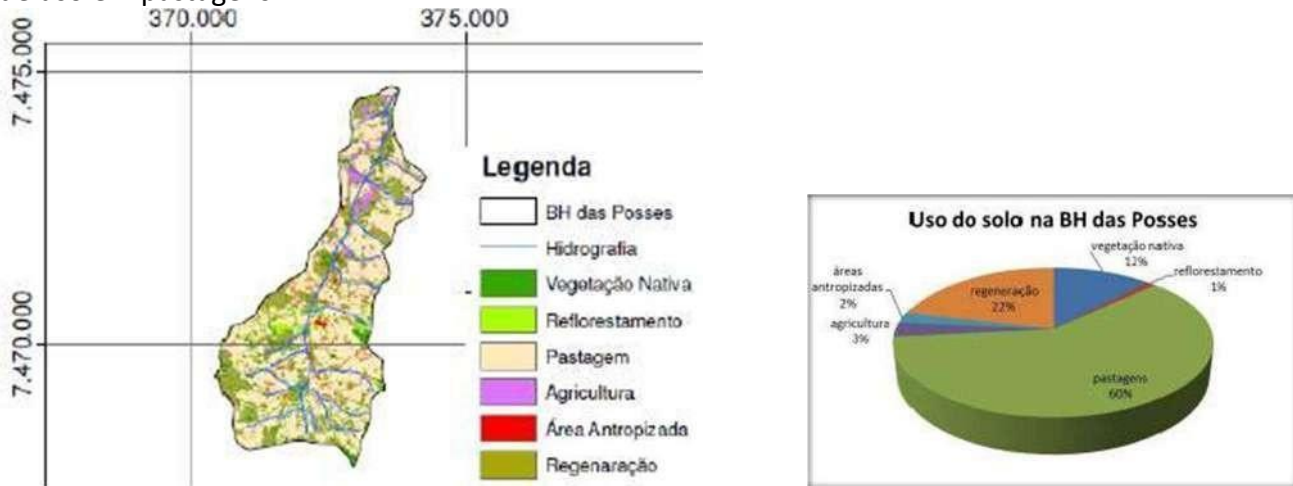 370.000
375.000
7.475.000
7.470.000
Legenda
BH das Posses
Hidrografia
Vegetação Nativa
Reflorestamento
Pastagem
Agricultura
Área Antropizada
Regenaração
Uso do solo na BH das Posses
vegetação nativa
12%
reflorestamento
1%
áreas
antropizadas
2%
regeneração
22%
agricultura
3%
pastagens
60%